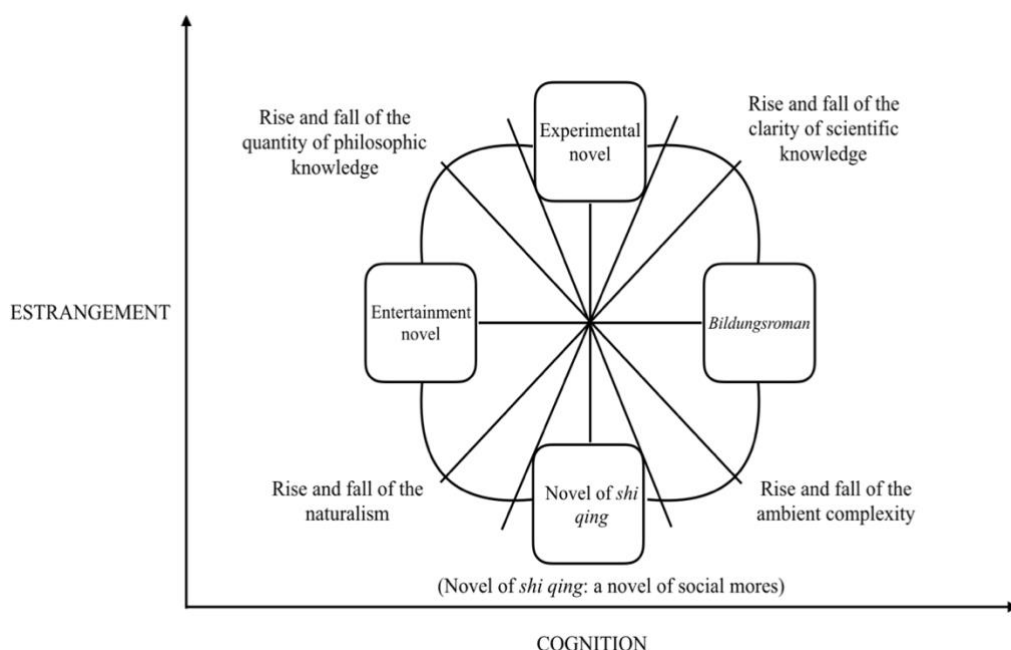 Rise and fall of the
quantity of philosophic
knowledge
Experimental
novel
Rise and fall of the
clarity of scientific
knowledge
ESTRANGEMENT
Entertainment
novel
Bildungsroman
Rise and fall of the
naturalism
Novel of shi
qing
Rise and fall of the
ambient complexity
(Novel of shi qing: a novel of social mores)
COGNITION